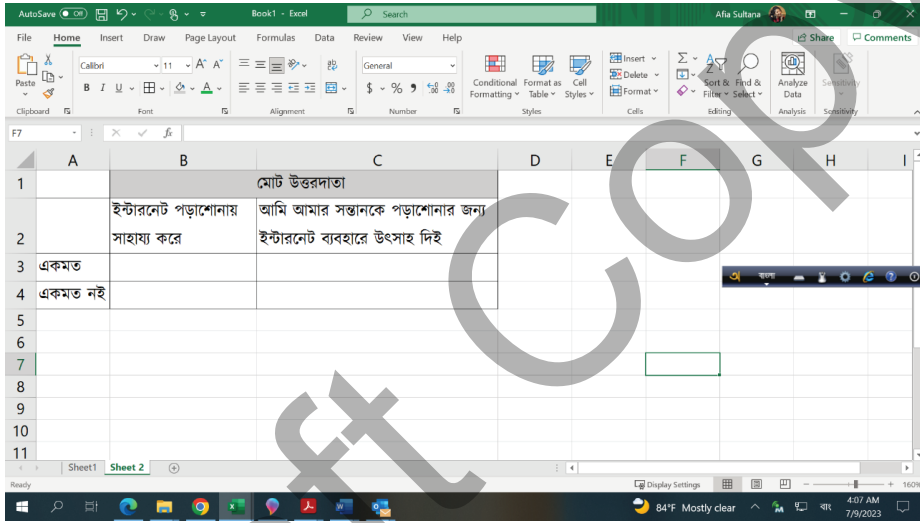 AutoSave Off Book1 - Excel Search Afia Sultana
File Home Insert Draw Page Layout Formulas Data Review View Help Share Comments
Paste
Calibri 11 A^ Aˇ ab General
Conditional Formatting Format as Table Cell Styles
Insert
Delete
Format
Sort & Filter Find & Select
Analyze Data
Sensitivity
B I U A $ % 9
Clipboard Font Alignment Number Styles Cells Editing Analysis Sensitivity
F7 fx
A B C D E F G H I
1 মোট উত্তরদাতা
ইন্টারনেট পড়াশোনায় আমি আমার সন্তানকে পড়াশোনার জন্য
2 সাহায্য করে ইন্টারনেট ব্যবহারে উৎসাহ দিই
3 একমত
বাংলা
4 একমত নই
5
6
7
8
9
10
11
Sheet1 Sheet 2
Ready Display Settings 160%
84°F Mostly clear বাং 4:07 AM
7/9/2023